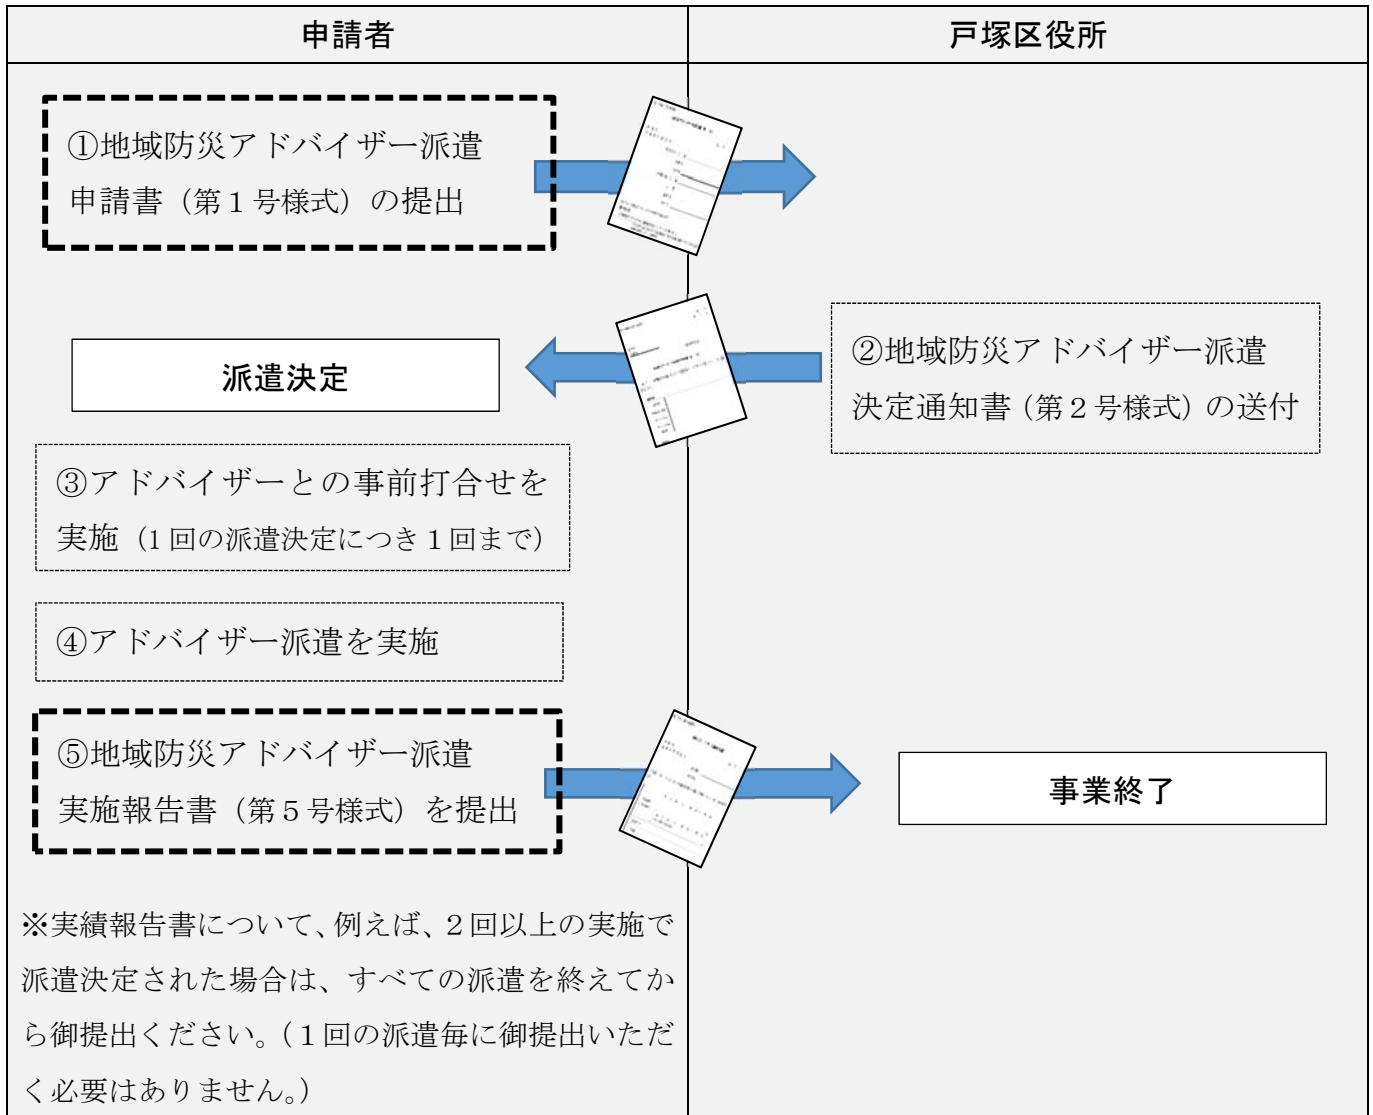 申請者
戸塚区役所
①地域防災アドバイザー派遣
申請書（第１号様式）の提出
②地域防災アドバイザー派遣
決定通知書（第２号様式）の送付
派遣決定
③アドバイザーとの事前打合せを
実施（1回の派遣決定につき１回まで）
④アドバイザー派遣を実施
⑤地域防災アドバイザー派遣
実施報告書（第５号様式）を提出
事業終了
※実績報告書について、例えば、２回以上の実施で
派遣決定された場合は、すべての派遣を終えてか
ら御提出ください。（１回の派遣毎に御提出いただ
く必要はありません。）